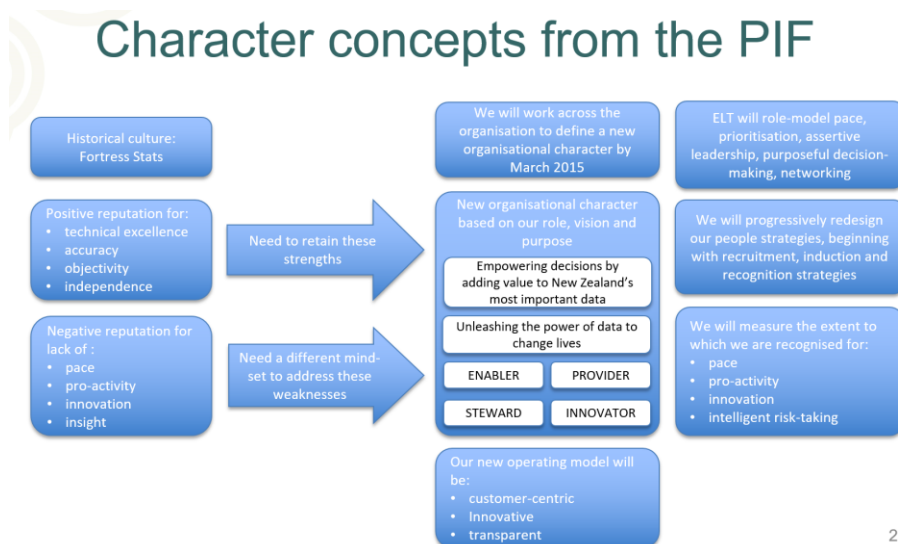 Character concepts from the PIF
Historical culture:
Fortress Stats
Positive reputation for:
• technical excellence
• accuracy
• objectivity
• independence
Negative reputation for
lack of :
• pace
• pro-activity
• innovation
• insight
Need to retain these
strengths
Need a different mind-
set to address these
weaknesses
We will work across the
organisation to define a new
organisational character by
March 2015
New organisational character
based on our role, vision and
purpose
Empowering decisions by
adding value to New Zealand's
most important data
Unleashing the power of data to
change lives
ENABLER
PROVIDER
STEWARD
INNOVATOR
Our new operating model will
be:
• customer-centric
• Innovative
• transparent
ELT will role-model pace,
prioritisation, assertive
leadership, purposeful decision-
making, networking
We will progressively redesign
our people strategies, beginning
with recruitment, induction and
recognition strategies
We will measure the extent to
which we are recognised for:
• pace
• pro-activity
• innovation
• intelligent risk-taking
2